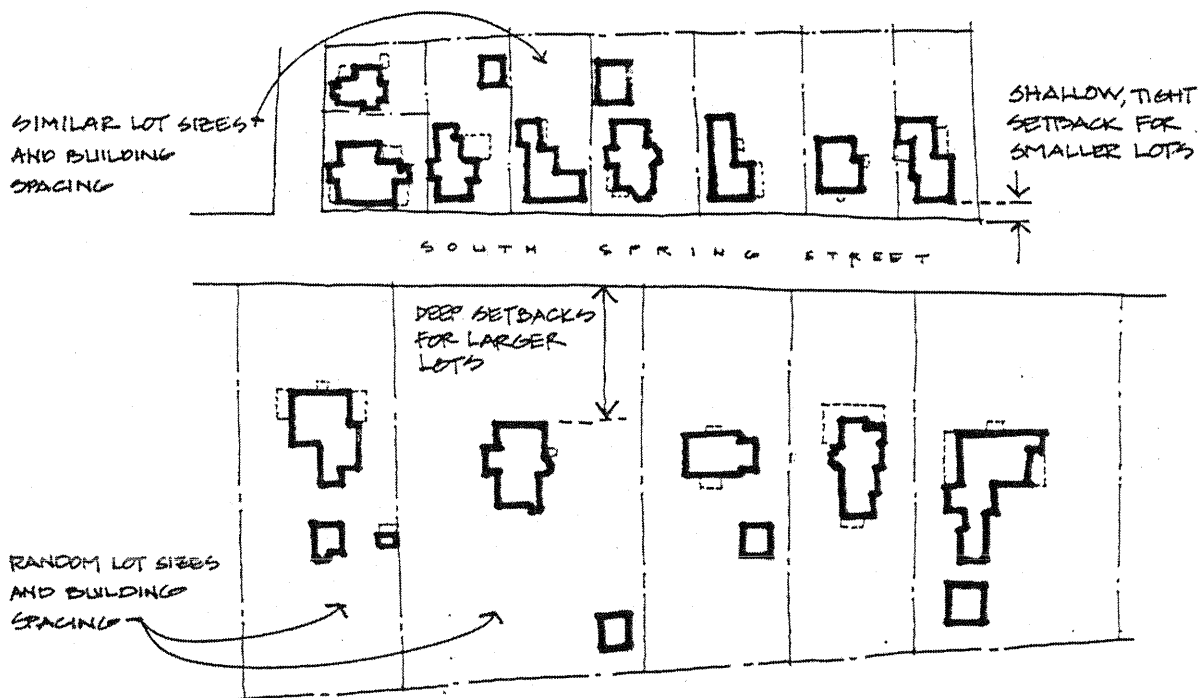 SIMILAR LOT SIZES
AND BUILDING
SPACING
SHALLOW, TIGHT
SETBACK FOR
SMALLER LOTS
SOUTH SPRING STREET
DEEP SETBACKS
FOR LARGER
LOTS
RANDOM LOT SIZES
AND BUILDING
SPACING